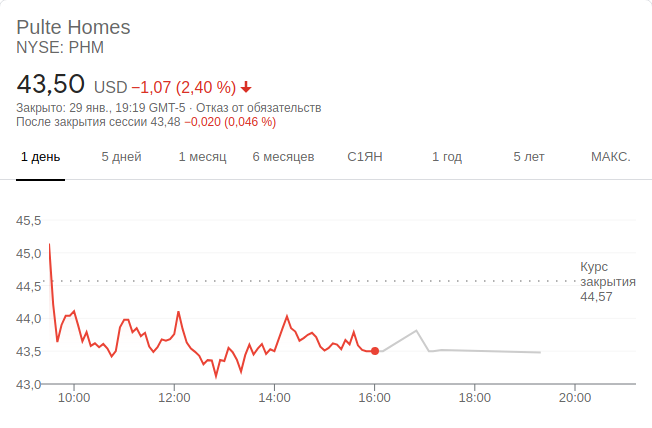 Pulte Homes
NYSE: PHM
43,50 USD −1,07 (2,40 %)
Закрыто: 29 янв., 19:19 GMT-5 · Отказ от обязательств
После закрытия сессии 43,48 −0,020 (0,046 %)
1 день 5 дней 1 месяц 6 месяцев С1ЯН 1 год 5 лет МАКС.
45,5
45,0
44,5
44,0
43,5
43,0
Курс
закрытия
44,57
10:00 12:00 14:00 16:00 18:00 20:00